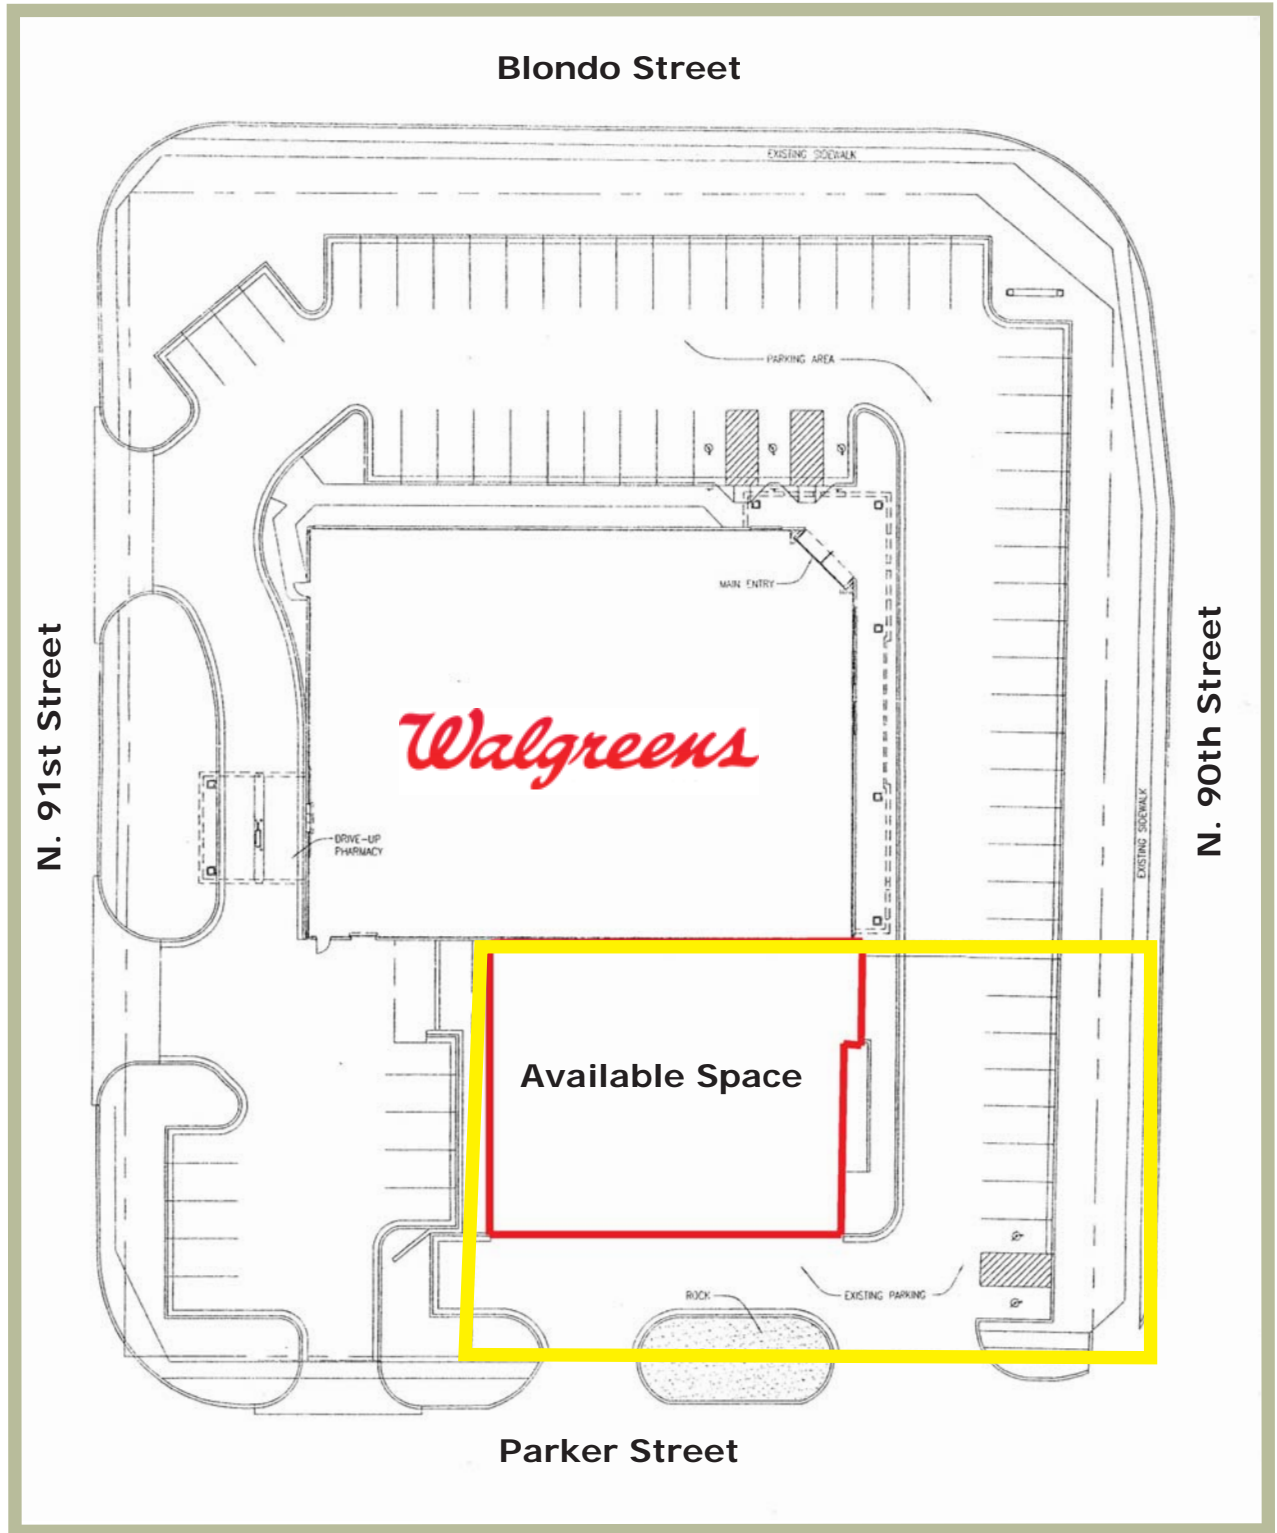 Blondo Street
EXISTING SIDEWALK
PARKING AREA
MAIN ENTRY
N. 91st Street
N. 90th Street
Walgreens
EXISTING SIDEWALK
DRIVE-UP
PHARMACY
Available Space
ROCK
EXISTING PARKING
Parker Street